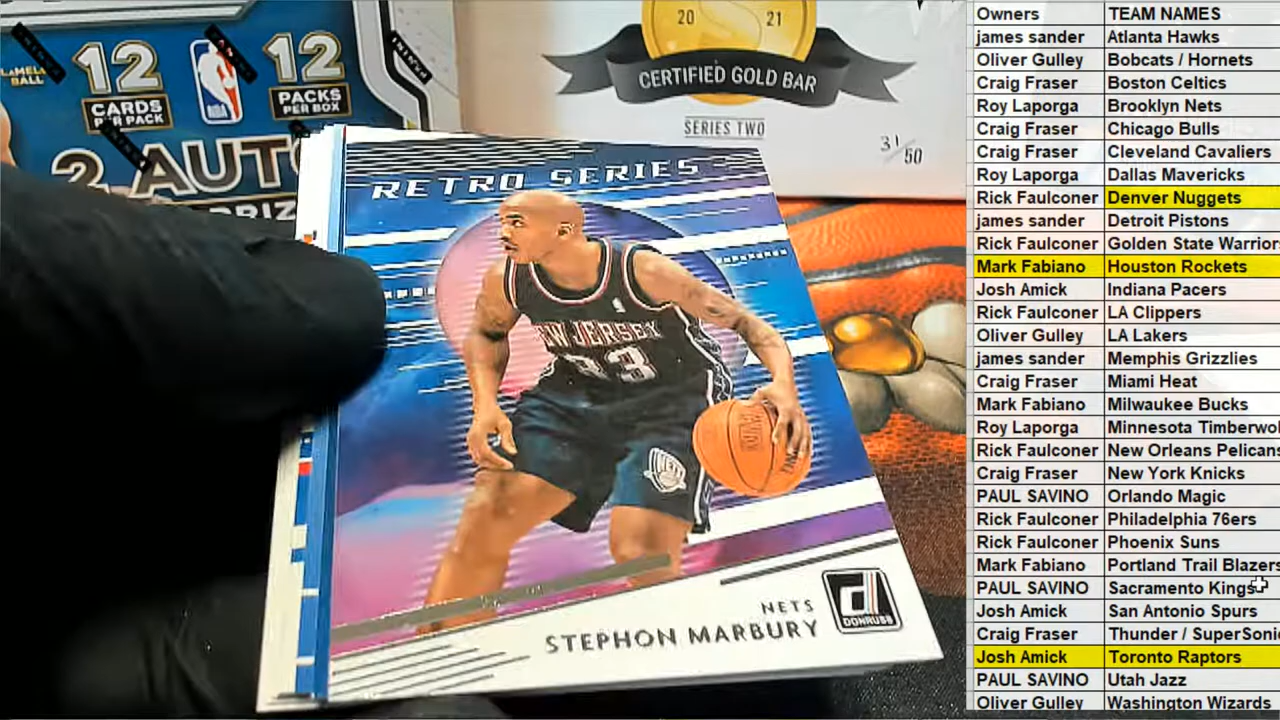 LAMELO
BALL
12
CARDS
PER PACK
NBA
12
PACKS
PER BOX
2 AUTO
PRIZ
20 21
CERTIFIED GOLD BAR
SERIES TWO
31/50
RETRO SERIES
NEW JERSEY
33
NETS
STEPHON MARBURY
DONRUSS
Owners TEAM NAMES
james sander Atlanta Hawks
Oliver Gulley Bobcats / Hornets
Craig Fraser Boston Celtics
Roy Laporga Brooklyn Nets
Craig Fraser Chicago Bulls
Craig Fraser Cleveland Cavaliers
Roy Laporga Dallas Mavericks
Rick Faulconer Denver Nuggets
james sander Detroit Pistons
Rick Faulconer Golden State Warrior
Mark Fabiano Houston Rockets
Josh Amick Indiana Pacers
Rick Faulconer LA Clippers
Oliver Gulley LA Lakers
james sander Memphis Grizzlies
Craig Fraser Miami Heat
Mark Fabiano Milwaukee Bucks
Roy Laporga Minnesota Timberwol
Rick Faulconer New Orleans Pelicans
Craig Fraser New York Knicks
PAUL SAVINO Orlando Magic
Rick Faulconer Philadelphia 76ers
Rick Faulconer Phoenix Suns
Mark Fabiano Portland Trail Blazers
PAUL SAVINO Sacramento Kings
Josh Amick San Antonio Spurs
Craig Fraser Thunder / SuperSonic
Josh Amick Toronto Raptors
PAUL SAVINO Utah Jazz
Oliver Gulley Washington Wizards